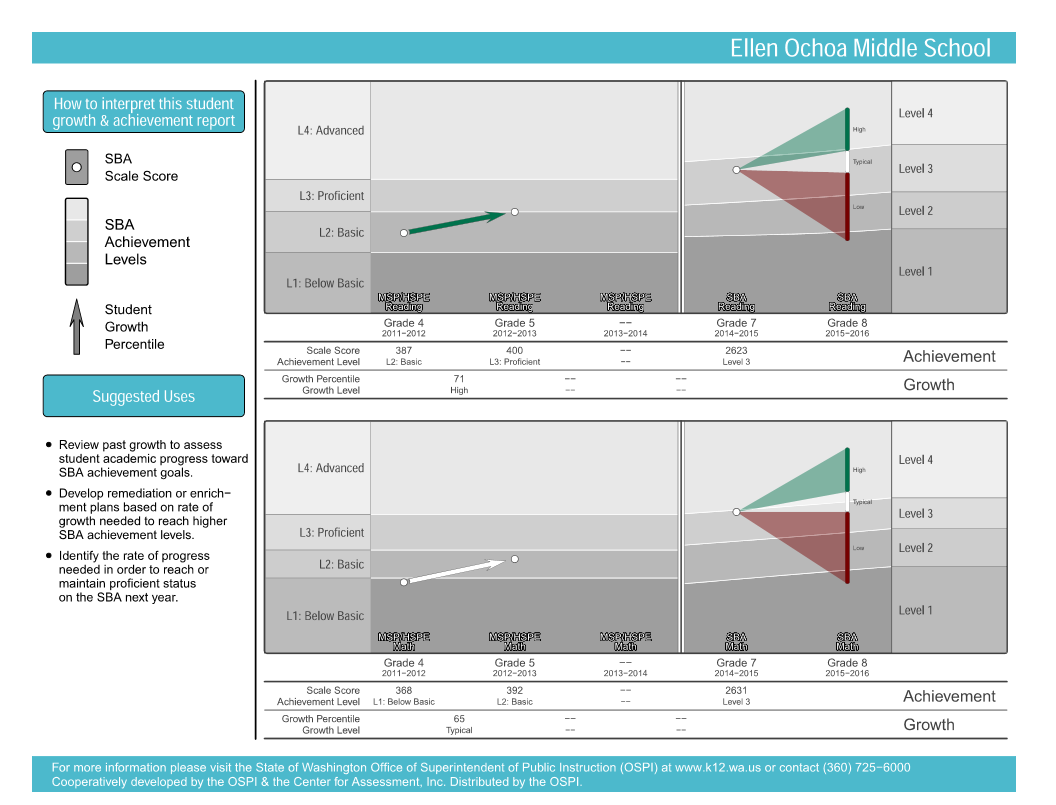 Ellen Ochoa Middle School
How to interpret this student
growth & achievement report
SBA
Scale Score
SBA
Achievement
Levels
Student
Growth
Percentile
Suggested Uses
● Review past growth to assess
student academic progress toward
SBA achievement goals.
● Develop remediation or enrich−
ment plans based on rate of
growth needed to reach higher
SBA achievement levels.
● Identify the rate of progress
needed in order to reach or
maintain proficient status
on the SBA next year.
L4: Advanced
L3: Proficient
L2: Basic
L1: Below Basic
High
Typical
Low
Level 4
Level 3
Level 2
Level 1
MSP/HSPE MSP/HSPE MSP/HSPE SBA SBA
Reading Reading Reading Reading Reading
Grade 4 Grade 5 −− Grade 7 Grade 8
2011−2012 2012−2013 2013−2014 2014−2015 2015−2016
Scale Score 387 400 −− 2623
Achievement Level L2: Basic L3: Proficient −− Level 3
Achievement
Growth Percentile 71 −− −−
Growth Level High −− −−
Growth
L4: Advanced
L3: Proficient
L2: Basic
L1: Below Basic
High
Typical
Low
Level 4
Level 3
Level 2
Level 1
MSP/HSPE MSP/HSPE MSP/HSPE SBA SBA
Math Math Math Math Math
Grade 4 Grade 5 −− Grade 7 Grade 8
2011−2012 2012−2013 2013−2014 2014−2015 2015−2016
Scale Score 368 392 −− 2631
Achievement Level L1: Below Basic L2: Basic −− Level 3
Achievement
Growth Percentile 65 −− −−
Growth Level Typical −− −−
Growth
For more information please visit the State of Washington Office of Superintendent of Public Instruction (OSPI) at www.k12.wa.us or contact (360) 725−6000
Cooperatively developed by the OSPI & the Center for Assessment, Inc. Distributed by the OSPI.